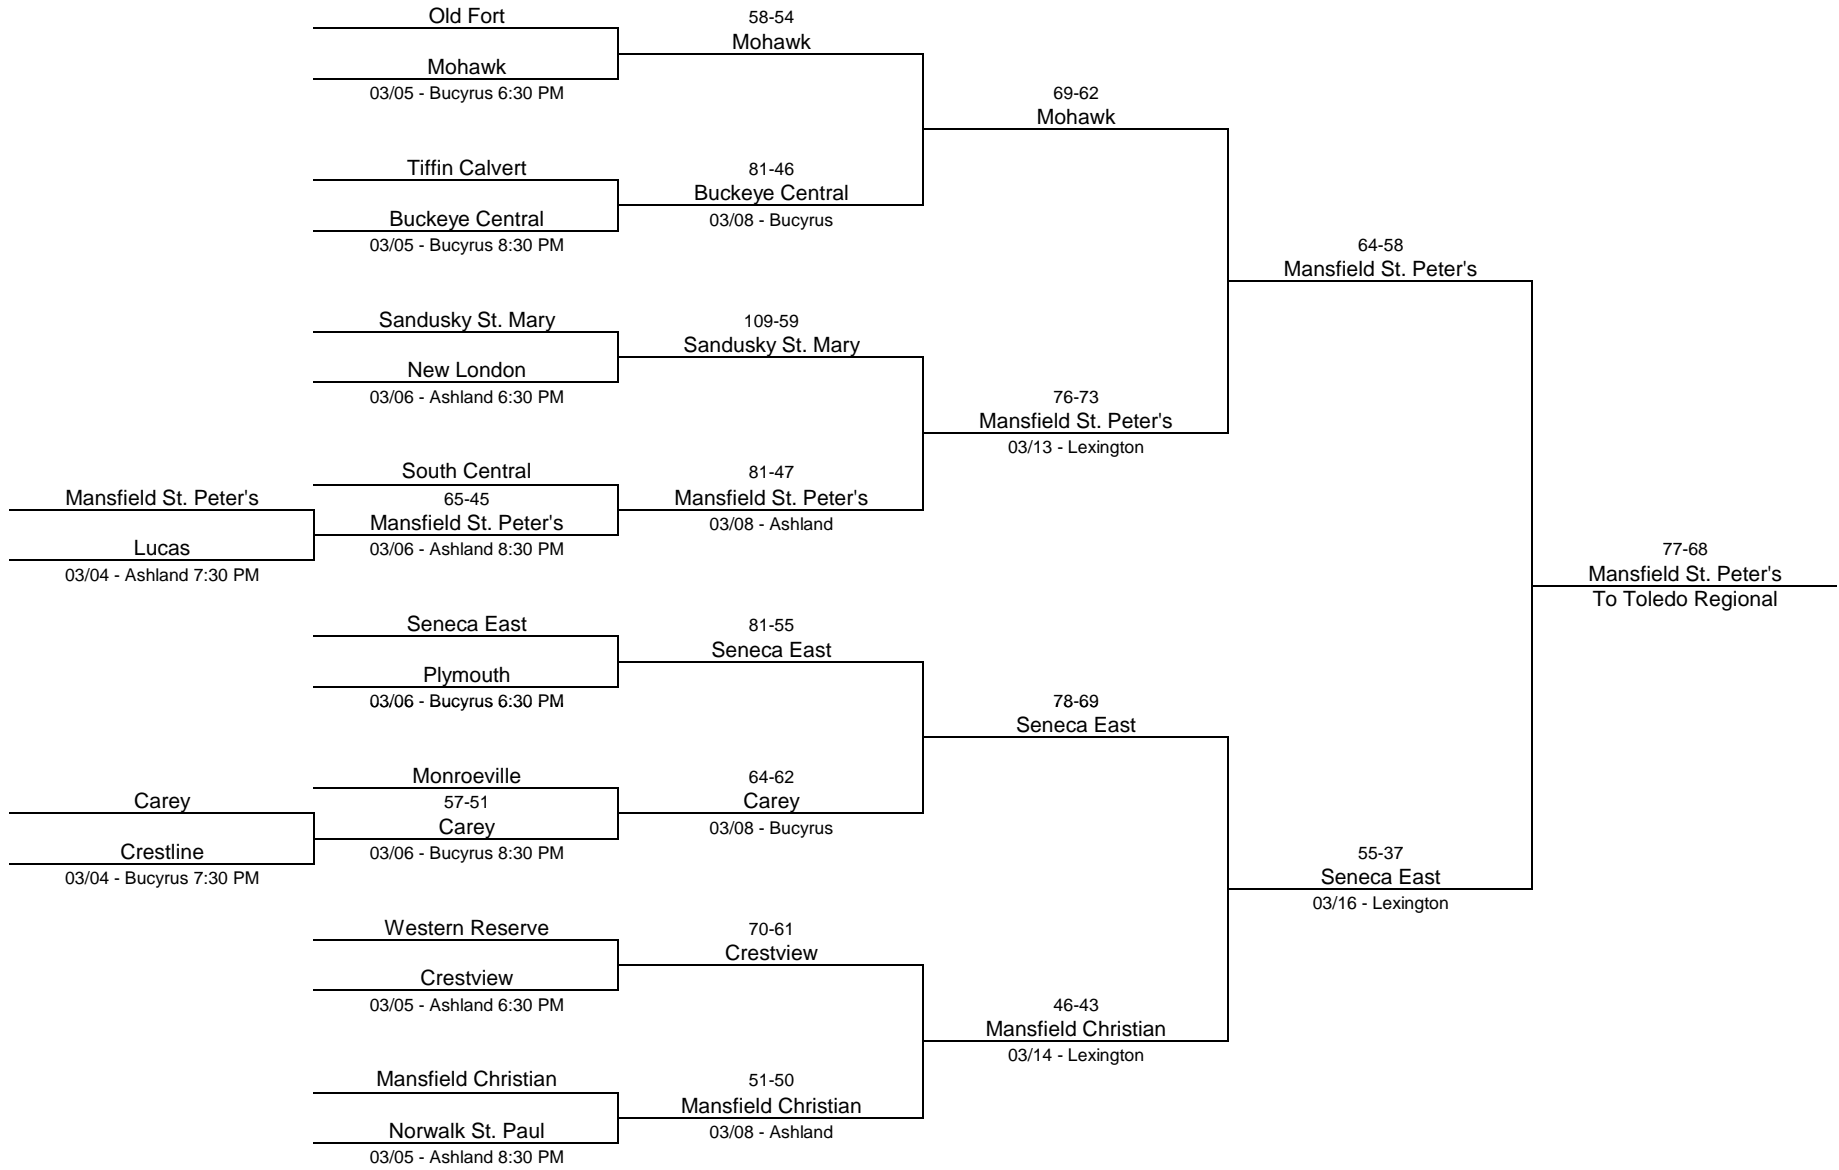 Old Fort
Mohawk
03/05 - Bucyrus 6:30 PM
58-54
Mohawk
Tiffin Calvert
Buckeye Central
03/05 - Bucyrus 8:30 PM
81-46
Buckeye Central
03/08 - Bucyrus
69-62
Mohawk
Sandusky St. Mary
New London
03/06 - Ashland 6:30 PM
109-59
Sandusky St. Mary
Mansfield St. Peter's
Lucas
03/04 - Ashland 7:30 PM
South Central
65-45
Mansfield St. Peter's
03/06 - Ashland 8:30 PM
81-47
Mansfield St. Peter's
03/08 - Ashland
76-73
Mansfield St. Peter's
03/13 - Lexington
64-58
Mansfield St. Peter's
Seneca East
Plymouth
03/06 - Bucyrus 6:30 PM
81-55
Seneca East
Carey
Crestline
03/04 - Bucyrus 7:30 PM
Monroeville
57-51
Carey
03/06 - Bucyrus 8:30 PM
64-62
Carey
03/08 - Bucyrus
78-69
Seneca East
Western Reserve
Crestview
03/05 - Ashland 6:30 PM
70-61
Crestview
Mansfield Christian
Norwalk St. Paul
03/05 - Ashland 8:30 PM
51-50
Mansfield Christian
03/08 - Ashland
46-43
Mansfield Christian
03/14 - Lexington
55-37
Seneca East
03/16 - Lexington
77-68
Mansfield St. Peter's
To Toledo Regional